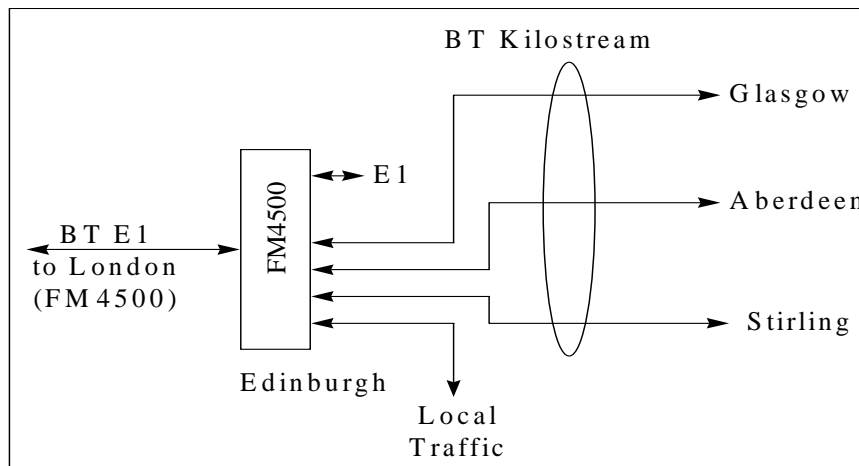 BT Kilostream
Glasgow
E1
FM4500
Aberdeen
BT E1
to London
(FM4500)
Stirling
Edinburgh
Local
Traffic